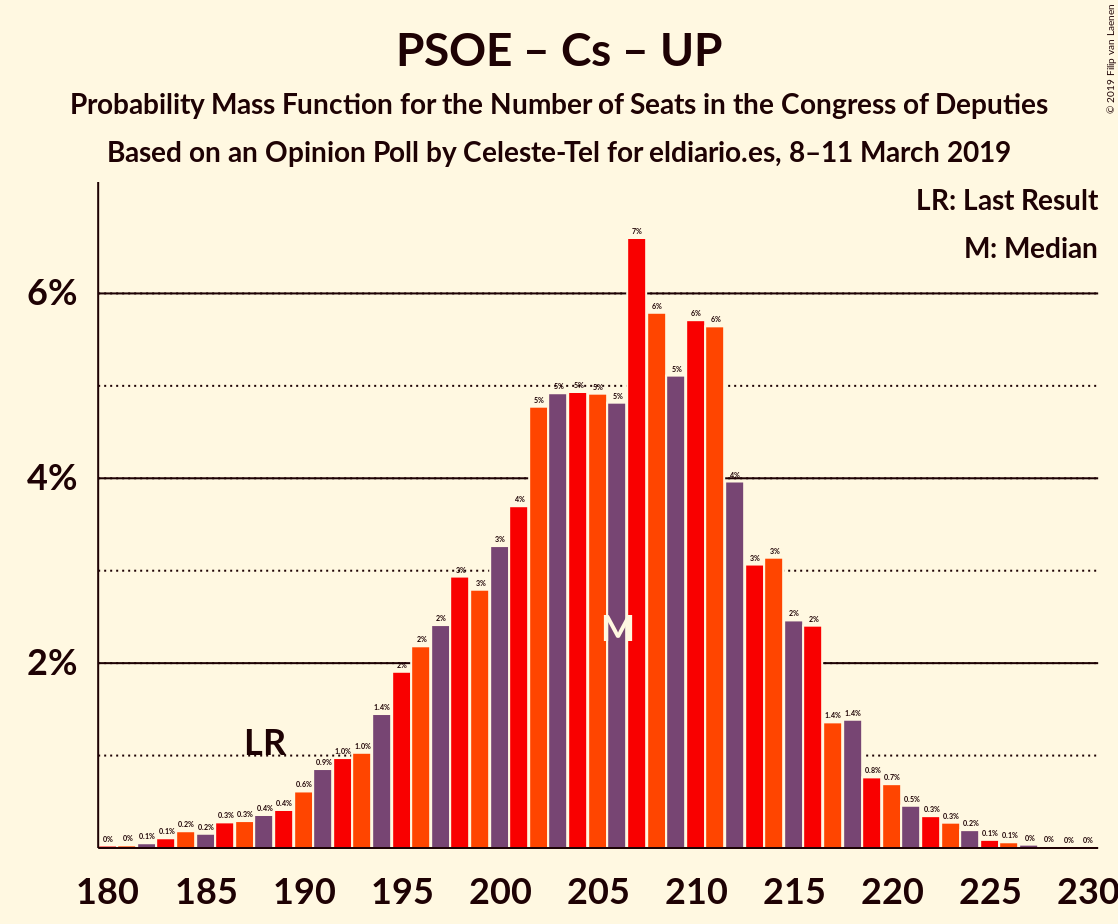 PSOE – Cs – UP
Probability Mass Function for the Number of Seats in the Congress of Deputies
Based on an Opinion Poll by Celeste-Tel for eldiario.es, 8–11 March 2019
© 2019 Filip van Laenen
LR: Last Result
M: Median
6%
4%
2%
0% 0% 0.1% 0.1% 0.2% 0.2% 0.3% 0.3% 0.4% 0.4% 0.6% 0.9% 1.0% 1.0% 1.4% 2% 2% 2% 3% 3% 3% 4% 5% 5% 5% 5% 5% 7% 6% 5% 6% 6% 4% 3% 3% 2% 2% 1.4% 1.4% 0.8% 0.7% 0.5% 0.3% 0.3% 0.2% 0.1% 0.1% 0% 0% 0% 0%
LR
M
180 185 190 195 200 205 210 215 220 225 230